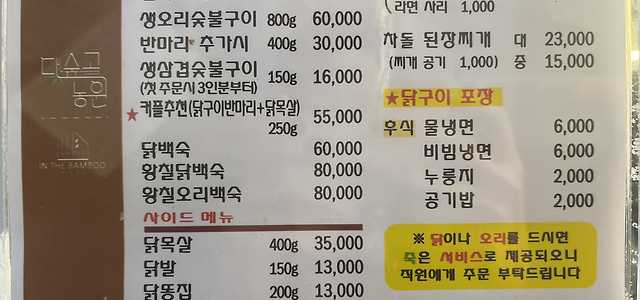 다슴골
농원
IN THE BAMBOO
생오리숯불구이 800g 60,000
반마리 추가시 400g 30,000
생삼겹숯불구이 150g 16,000
(첫 주문시 3인분부터)
★ 커플추천(닭구이반마리+닭목살) 55,000
250g
닭백숙 60,000
왕칠닭백숙 80,000
왕칠오리백숙 80,000
사이드 메뉴
닭목살 400g 35,000
닭발 150g 13,000
닭똥집 200g 13,000
(라면 사리 1,000
차돌 된장찌개 대 23,000
(찌개 공기 1,000) 중 15,000
★닭구이 포장
후식 물냉면 6,000
비빔냉면 6,000
누룽지 2,000
공기밥 2,000
※ 닭이나 오리를 드시면
죽은 서비스로 제공되오니
직원에게 주문 부탁드립니다